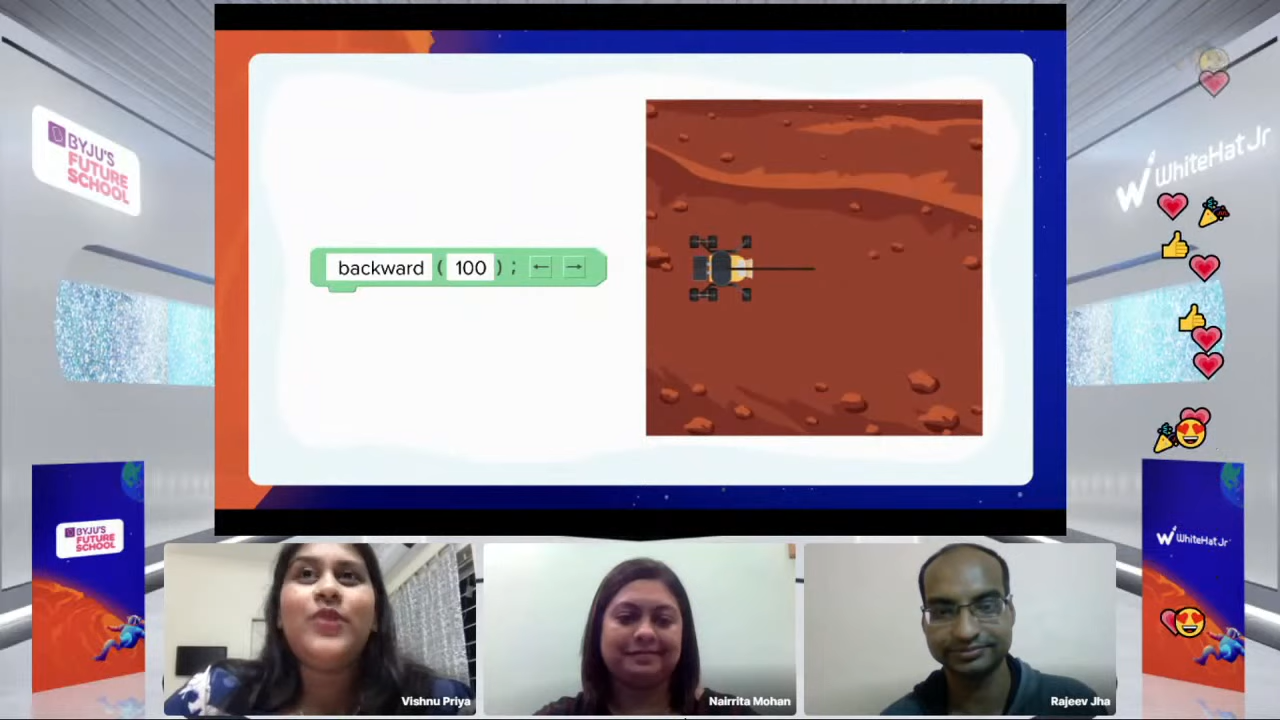 BYJU'S
FUTURE
SCHOOL
WhiteHat Jr
backward ( 100 ) ; ← →
BYJU'S
FUTURE
SCHOOL
WhiteHat Jr
Vishnu Priya
Nairrita Mohan
Rajeev Jha